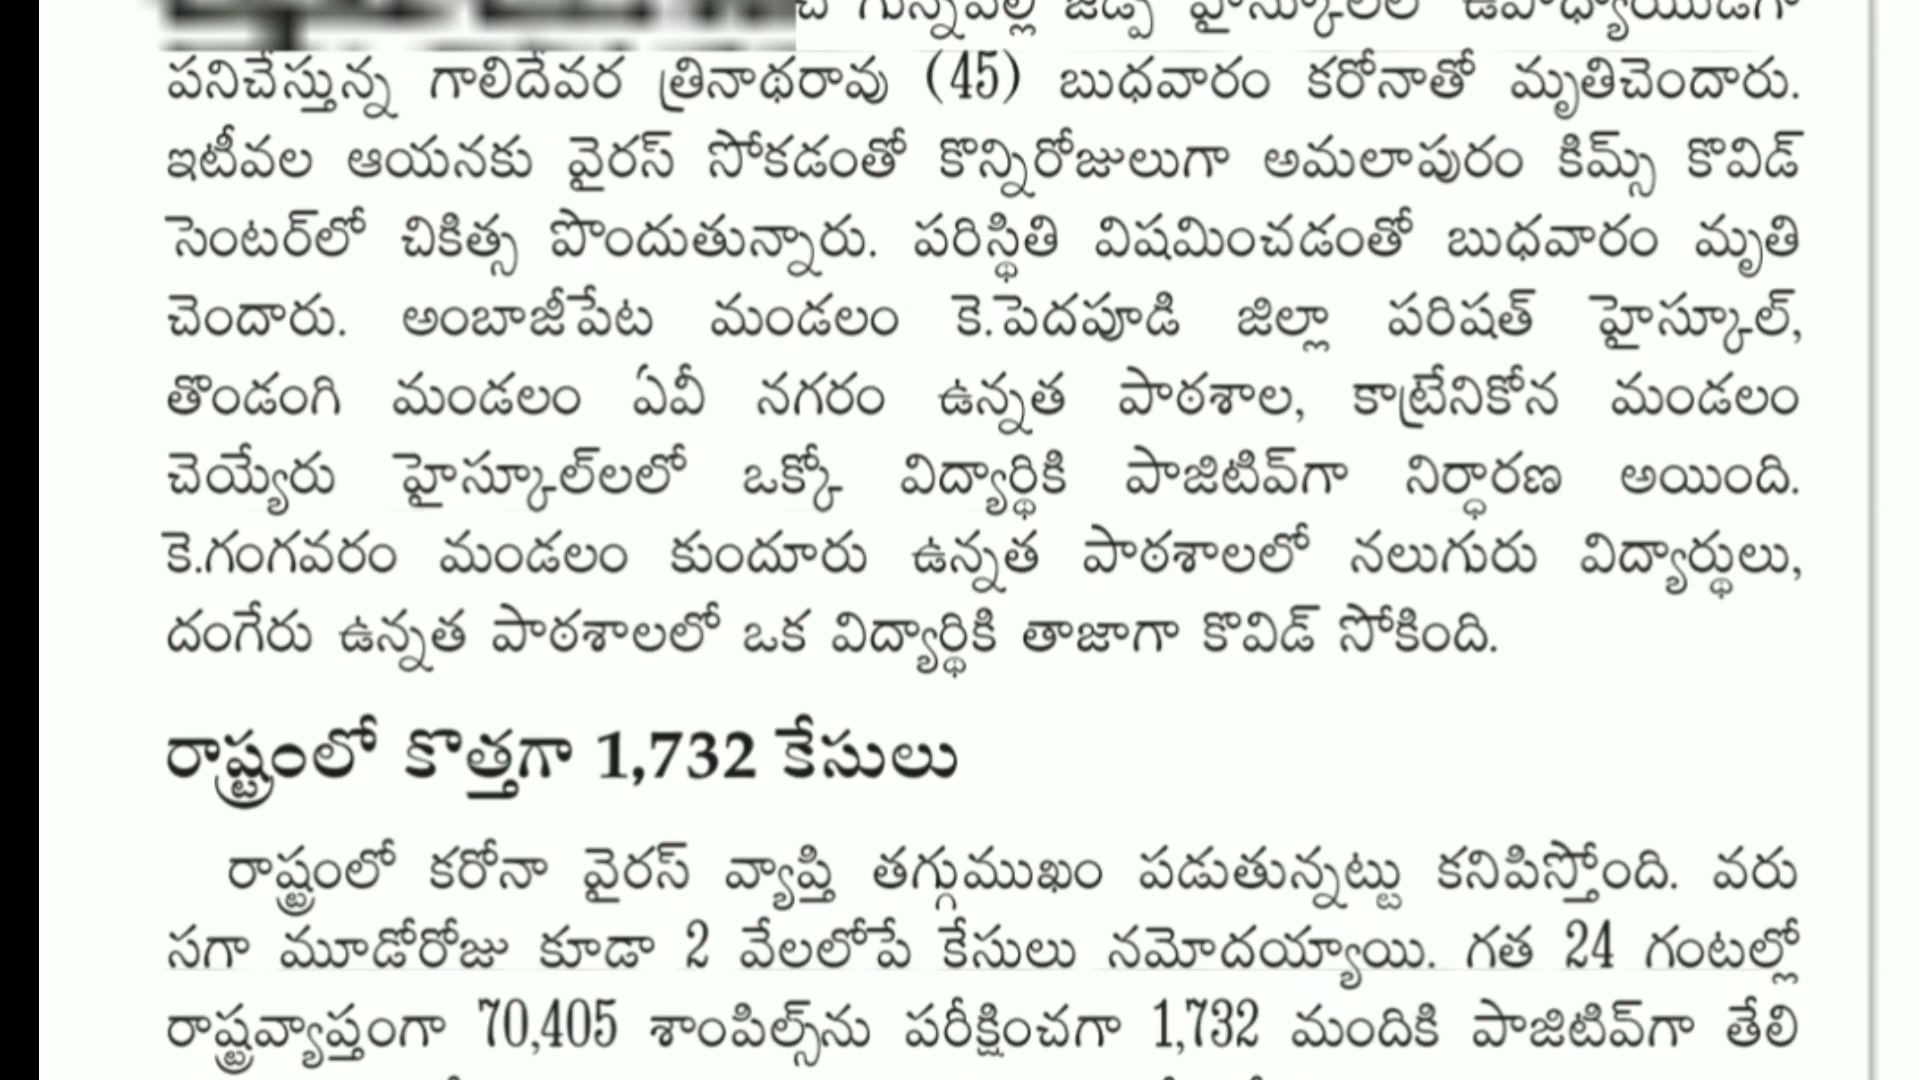 గున్నేపల్లి జడ్పీ హైస్కూల్‌లో ఉపాధ్యాయుడిగా
పనిచేస్తున్న గాలిదేవర త్రినాథరావు (45) బుధవారం కరోనాతో మృతిచెందారు.
ఇటీవల ఆయనకు వైరస్ సోకడంతో కొన్నిరోజులుగా అమలాపురం కిమ్స్ కొవిడ్
సెంటర్‌లో చికిత్స పొందుతున్నారు. పరిస్థితి విషమించడంతో బుధవారం మృతి
చెందారు. అంబాజీపేట మండలం కె.పెదపూడి జిల్లా పరిషత్ హైస్కూల్,
తొండంగి మండలం ఏవీ నగరం ఉన్నత పాఠశాల, కాట్రేనికోన మండలం
చెయ్యేరు హైస్కూల్‌లలో ఒక్కో విద్యార్థికి పాజిటివ్‌గా నిర్ధారణ అయింది.
కె.గంగవరం మండలం కుందూరు ఉన్నత పాఠశాలలో నలుగురు విద్యార్థులు,
దంగేరు ఉన్నత పాఠశాలలో ఒక విద్యార్థికి తాజాగా కొవిడ్ సోకింది.
రాష్ట్రంలో కొత్తగా 1,732 కేసులు
రాష్ట్రంలో కరోనా వైరస్ వ్యాప్తి తగ్గుముఖం పడుతున్నట్టు కనిపిస్తోంది. వరు
సగా మూడోరోజు కూడా 2 వేలలోపే కేసులు నమోదయ్యాయి. గత 24 గంటల్లో
రాష్ట్రవ్యాప్తంగా 70,405 శాంపిల్స్‌ను పరీక్షించగా 1,732 మందికి పాజిటివ్‌గా తేలి